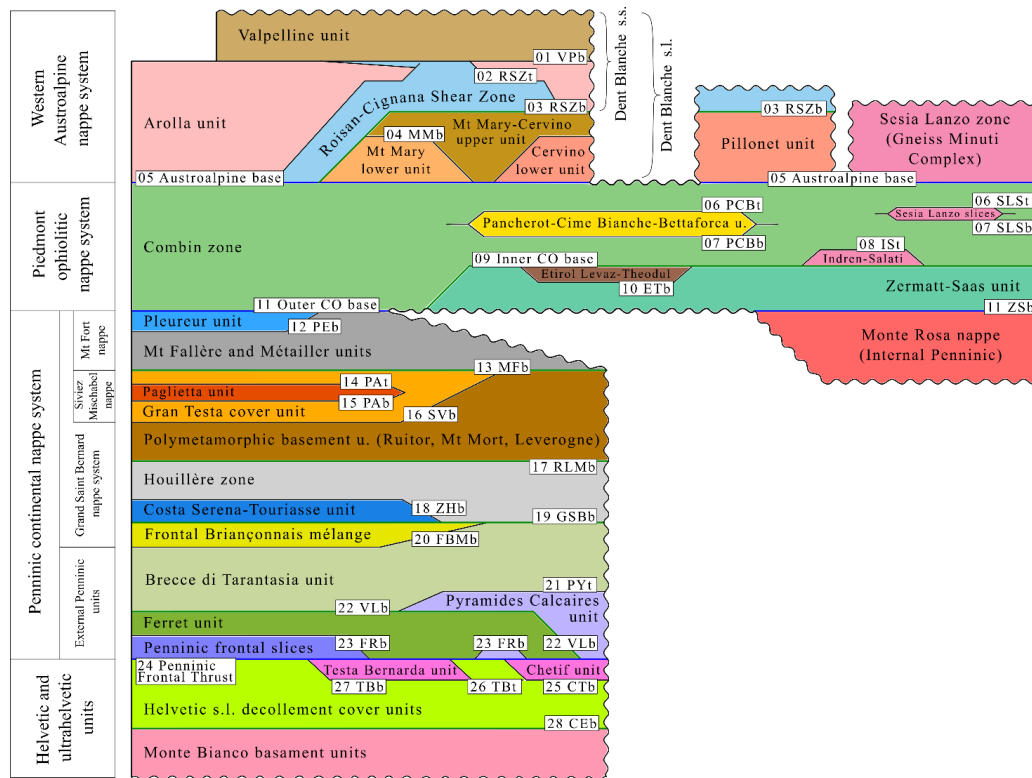 Western
Austroalpine
nappe system
Piedmont
ophiolitic
nappe system
Penninic continental nappe system
Mt Fort
nappe
Siviez
Mischabel
nappe
Grand Saint Bernard
nappe system
External Penninic
units
Helvetic and
ultrahelvetic
units
Valpelline unit
01 VPb
Dent Blanche s.s.
Dent Blanche s.l.
02 RSZt
Roisan-Cignana Shear Zone
03 RSZb
Arolla unit
04 MMb
Mt Mary-Cervino
upper unit
Mt Mary
lower unit
Cervino
lower unit
03 RSZb
Pillonet unit
Sesia Lanzo zone
(Gneiss Minuti
Complex)
05 Austroalpine base
05 Austroalpine base
06 PCBt
Pancherot-Cime Bianche-Bettaforca u.
07 PCBb
06 SLSt
Sesia Lanzo slices
07 SLSb
Combin zone
08 ISt
Indren-Salati
09 Inner CO base
Etirol Levaz-Theodul
10 ETb
Zermatt-Saas unit
11 Outer CO base
11 ZSb
Pleureur unit
12 PEb
Mt Fallère and Métailler units
Monte Rosa nappe
(Internal Penninic)
13 MFb
14 PAt
Paglietta unit
15 PAb
Gran Testa cover unit
16 SVb
Polymetamorphic basement u. (Ruitor, Mt Mort, Leverogne)
17 RLMb
Houillère zone
Costa Serena-Touriasse unit
18 ZHb
19 GSBb
Frontal Briançonnais mélange
20 FBMb
Brecce di Tarantasia unit
21 PYt
Pyramides Calcaires
unit
22 VLb
Ferret unit
23 FRb
23 FRb
22 VLb
Penninic frontal slices
24 Penninic
Frontal Thrust
Testa Bernarda unit
Chetif unit
27 TBb
26 TBt
25 CTb
Helvetic s.l. decollement cover units
28 CEb
Monte Bianco basament units